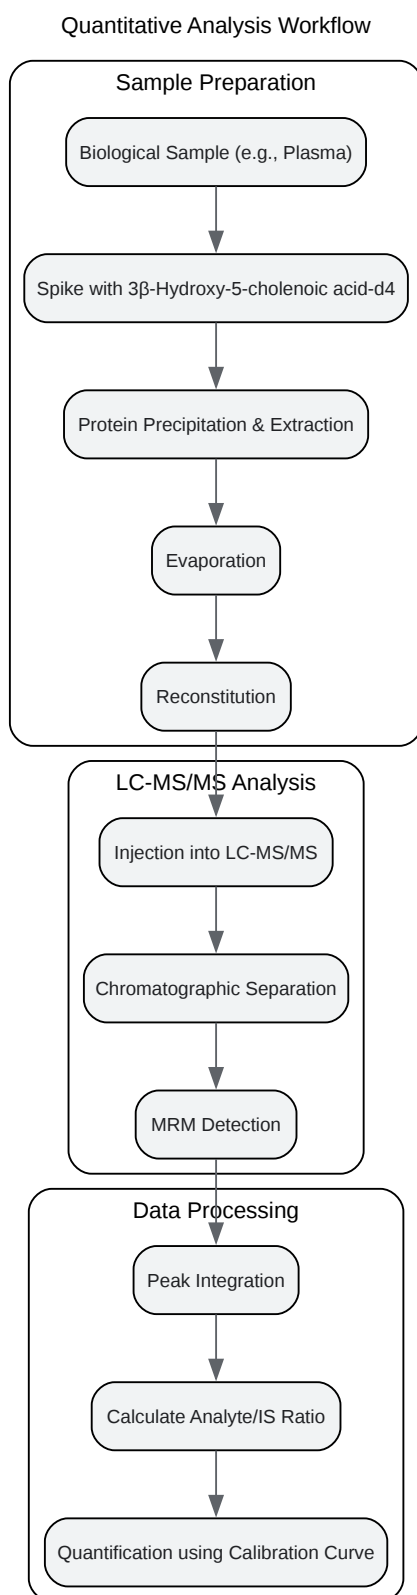 Quantitative Analysis Workflow
Sample Preparation
Biological Sample (e.g., Plasma)
Spike with 3β-Hydroxy-5-cholenoic acid-d4
Protein Precipitation & Extraction
Evaporation
Reconstitution
LC-MS/MS Analysis
Injection into LC-MS/MS
Chromatographic Separation
MRM Detection
Data Processing
Peak Integration
Calculate Analyte/IS Ratio
Quantification using Calibration Curve